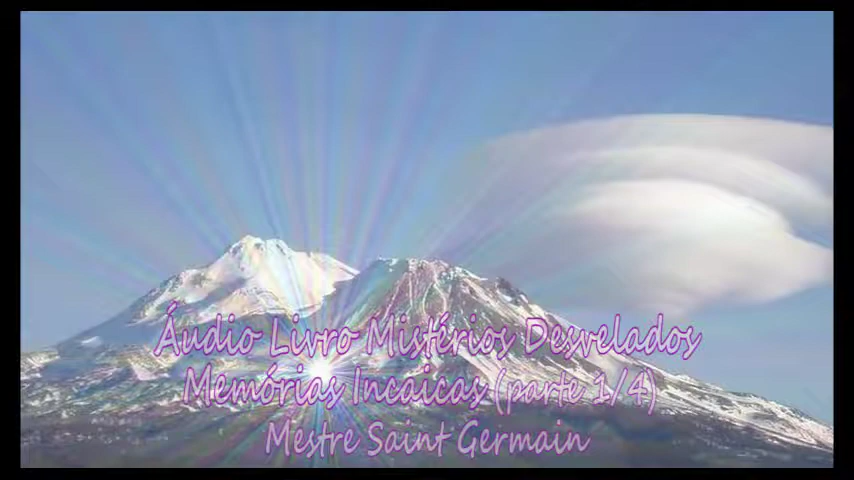 Áudio Livro Mistérios Desvelados
Memórias Incaicas (parte 1/4)
Mestre Saint Germain